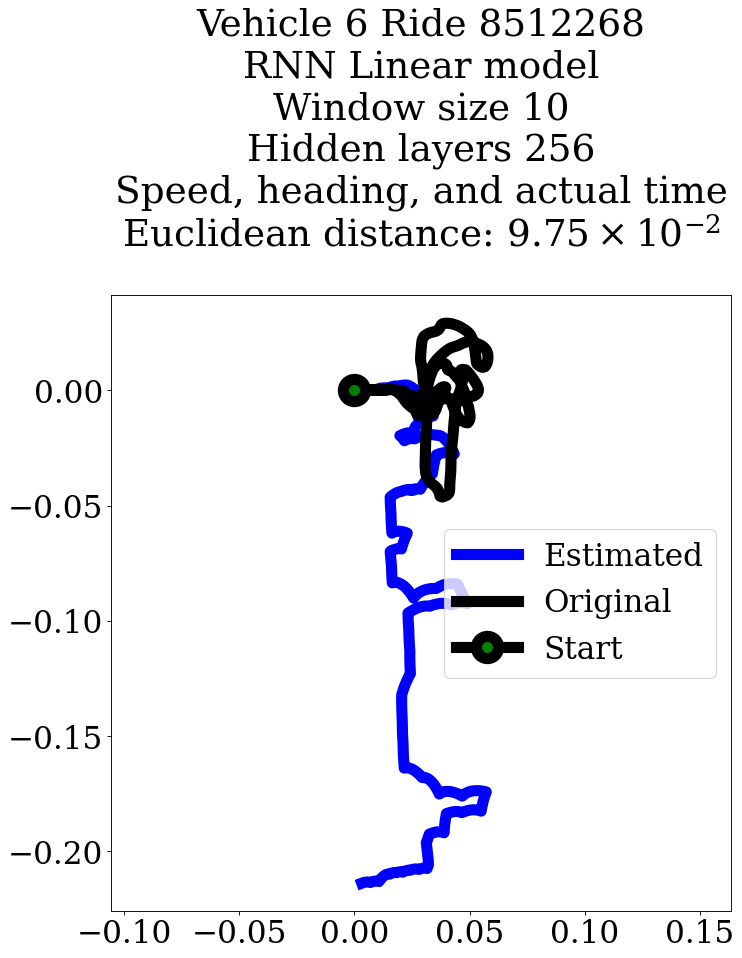 Vehicle 6 Ride 8512268
RNN Linear model
Window size 10
Hidden layers 256
Speed, heading, and actual time
Euclidean distance: 9.75 × 10⁻²
0.00
−0.05
−0.10
−0.15
−0.20
Estimated
Original
Start
−0.10 −0.05 0.00 0.05 0.10 0.15